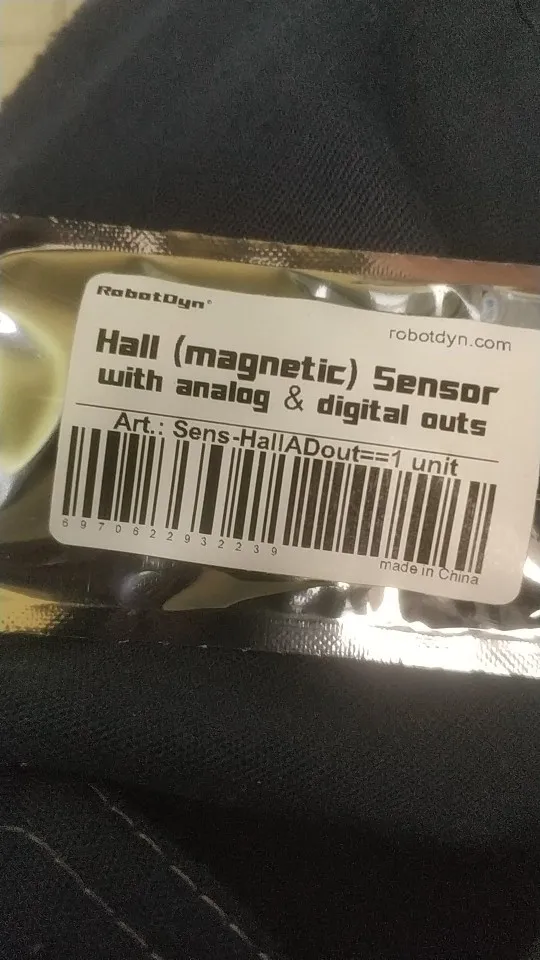 RobotDyn®
robotdyn.com
Hall (magnetic) Sensor
with analog & digital outs
Art.: Sens-HallADout==1 unit
6970622932239
made in China